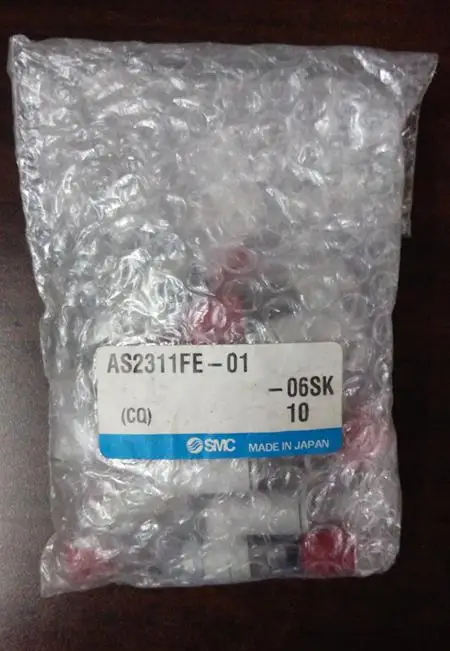 AS2311FE-01
-06SK
(CQ) 10
SMC MADE IN JAPAN